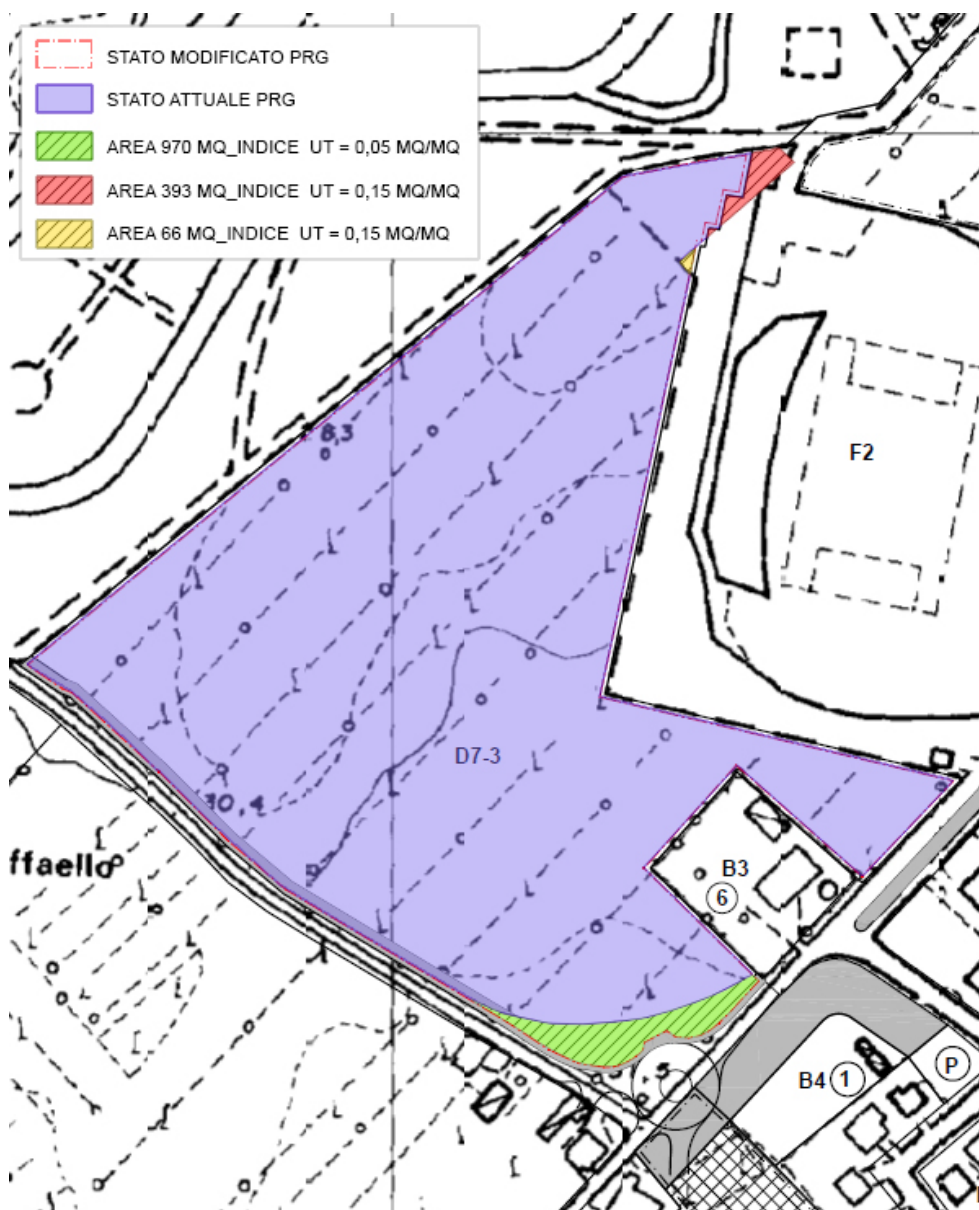 STATO MODIFICATO PRG
STATO ATTUALE PRG
AREA 970 MQ_INDICE UT = 0,05 MQ/MQ
AREA 393 MQ_INDICE UT = 0,15 MQ/MQ
AREA 66 MQ_INDICE UT = 0,15 MQ/MQ
F2
8,3
D7-3
10,4
ffaello
B3
6
B4 1
P